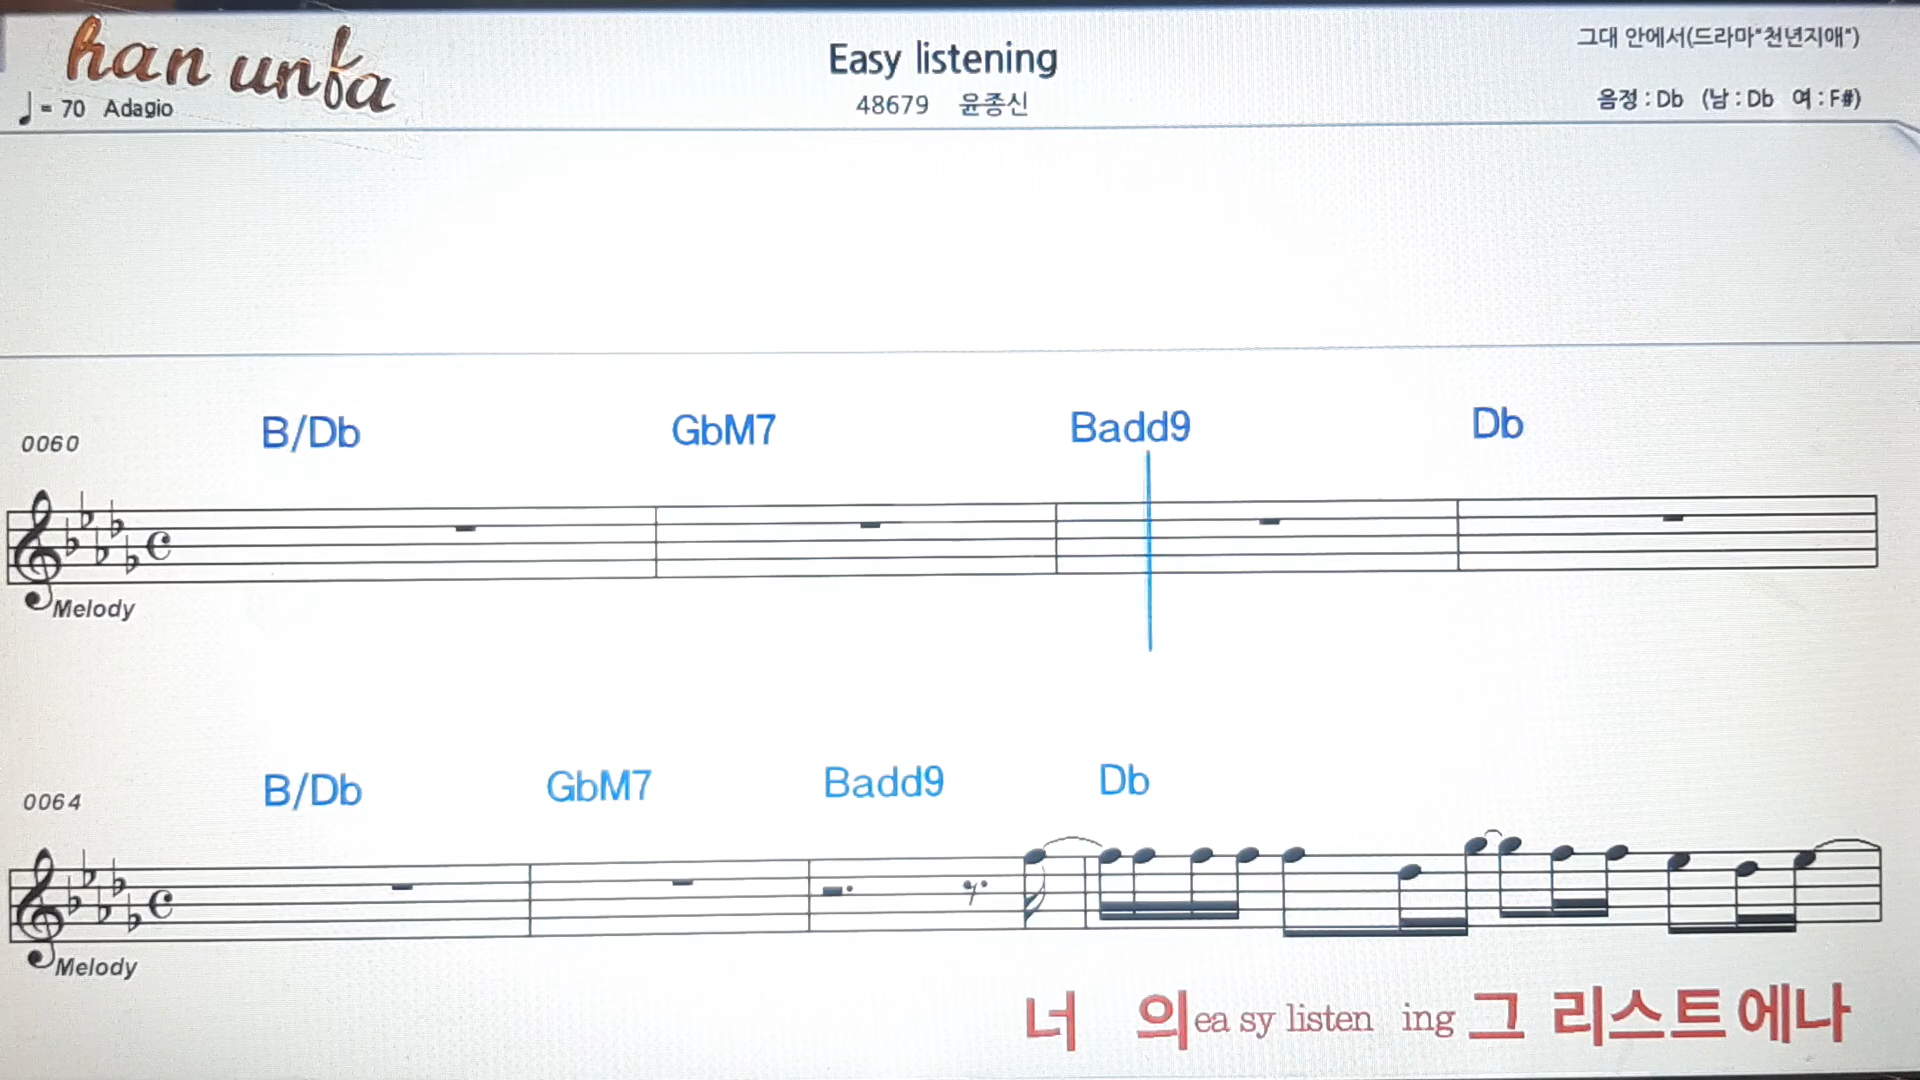 han unfa
♩ = 70 Adagio
Easy listening
48679 윤종신
그대 안에서(드라마"천년지애")
음정 : Db (남 : Db 여 : F#)
B/Db GbM7 Badd9 Db
0060
Melody
B/Db GbM7 Badd9 Db
0064
Melody
너 의 ea sy listen ing 그 리스트에나